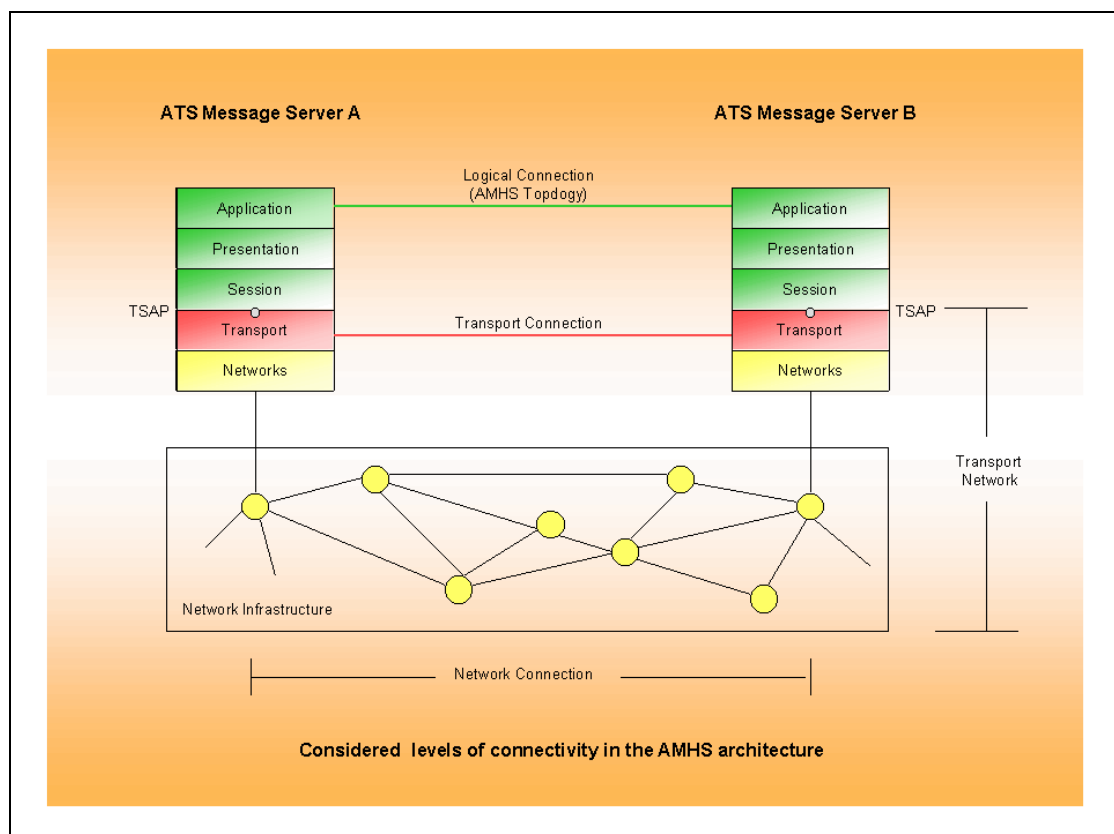 ATS Message Server A
ATS Message Server B
Logical Connection
(AMHS Topdogy)
Application
Application
Presentation
Presentation
Session
Session
TSAP
TSAP
Transport Connection
Transport
Transport
Networks
Networks
Transport
Network
Network Infrastructure
Network Connection
Considered levels of connectivity in the AMHS architecture